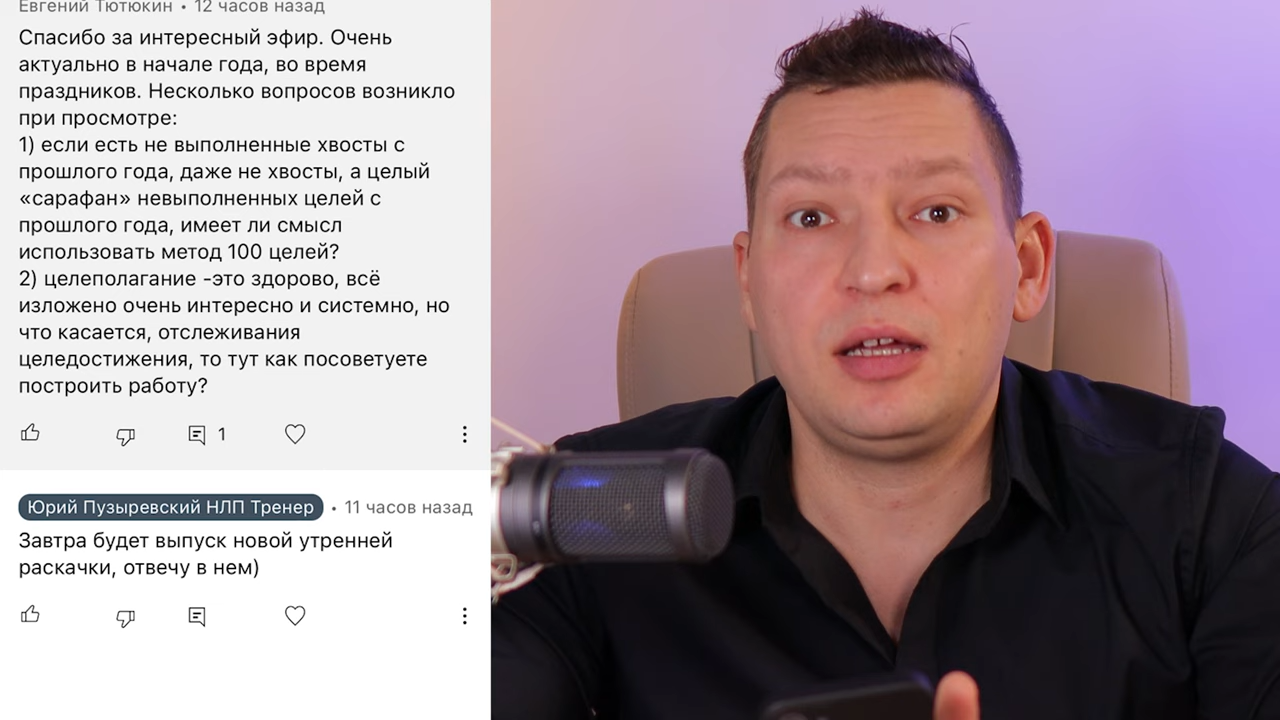 Евгений Тютюкин • 12 часов назад
Спасибо за интересный эфир. Очень
актуально в начале года, во время
праздников. Несколько вопросов возникло
при просмотре:
1) если есть не выполненные хвосты с
прошлого года, даже не хвосты, а целый
«сарафан» невыполненных целей с
прошлого года, имеет ли смысл
использовать метод 100 целей?
2) целеполагание -это здорово, всё
изложено очень интересно и системно, но
что касается, отслеживания
целедостижения, то тут как посоветуете
построить работу?
1
Юрий Пузыревский НЛП Тренер • 11 часов назад
Завтра будет выпуск новой утренней
раскачки, отвечу в нем)